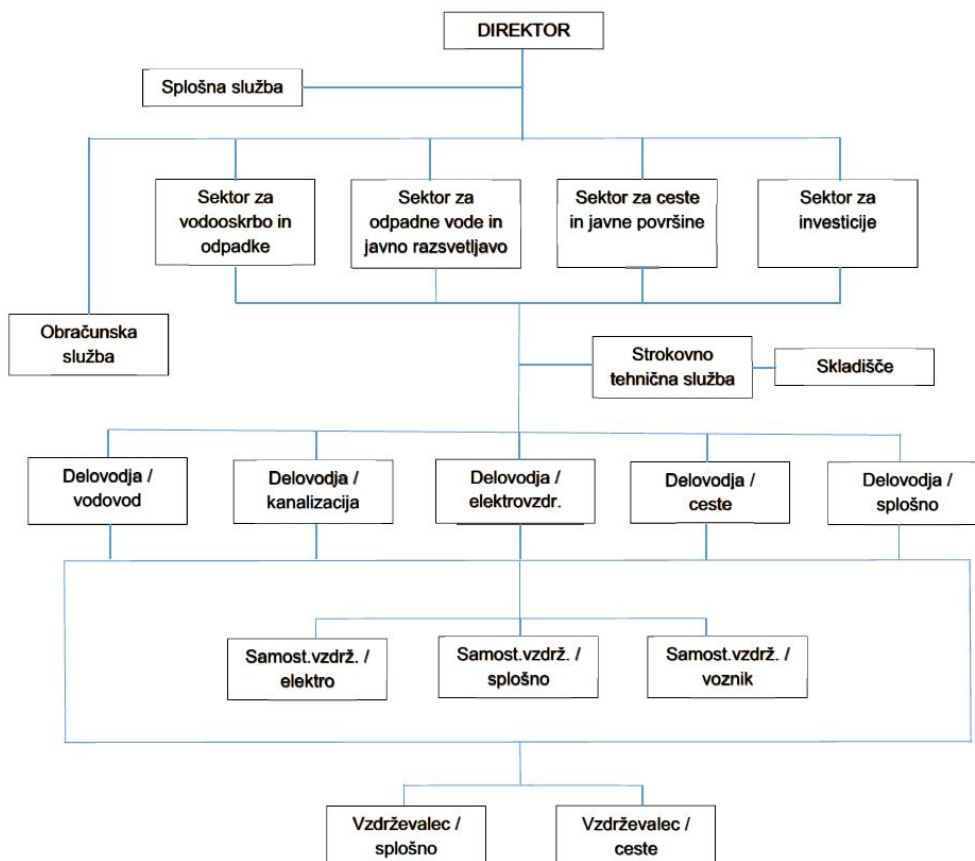 DIREKTOR
Splošna služba
Sektor za
vodooskrbo in
odpadke
Sektor za
odpadne vode in
javno razsvetljavo
Sektor za ceste
in javne površine
Sektor za
investicije
Obračunska
služba
Strokovno
tehnična služba
Skladišče
Delovodja /
vodovod
Delovodja /
kanalizacija
Delovodja /
elektrovzdr.
Delovodja /
ceste
Delovodja /
splošno
Samost.vzdrž. /
elektro
Samost.vzdrž. /
splošno
Samost.vzdrž. /
voznik
Vzdrževalec /
splošno
Vzdrževalec /
ceste